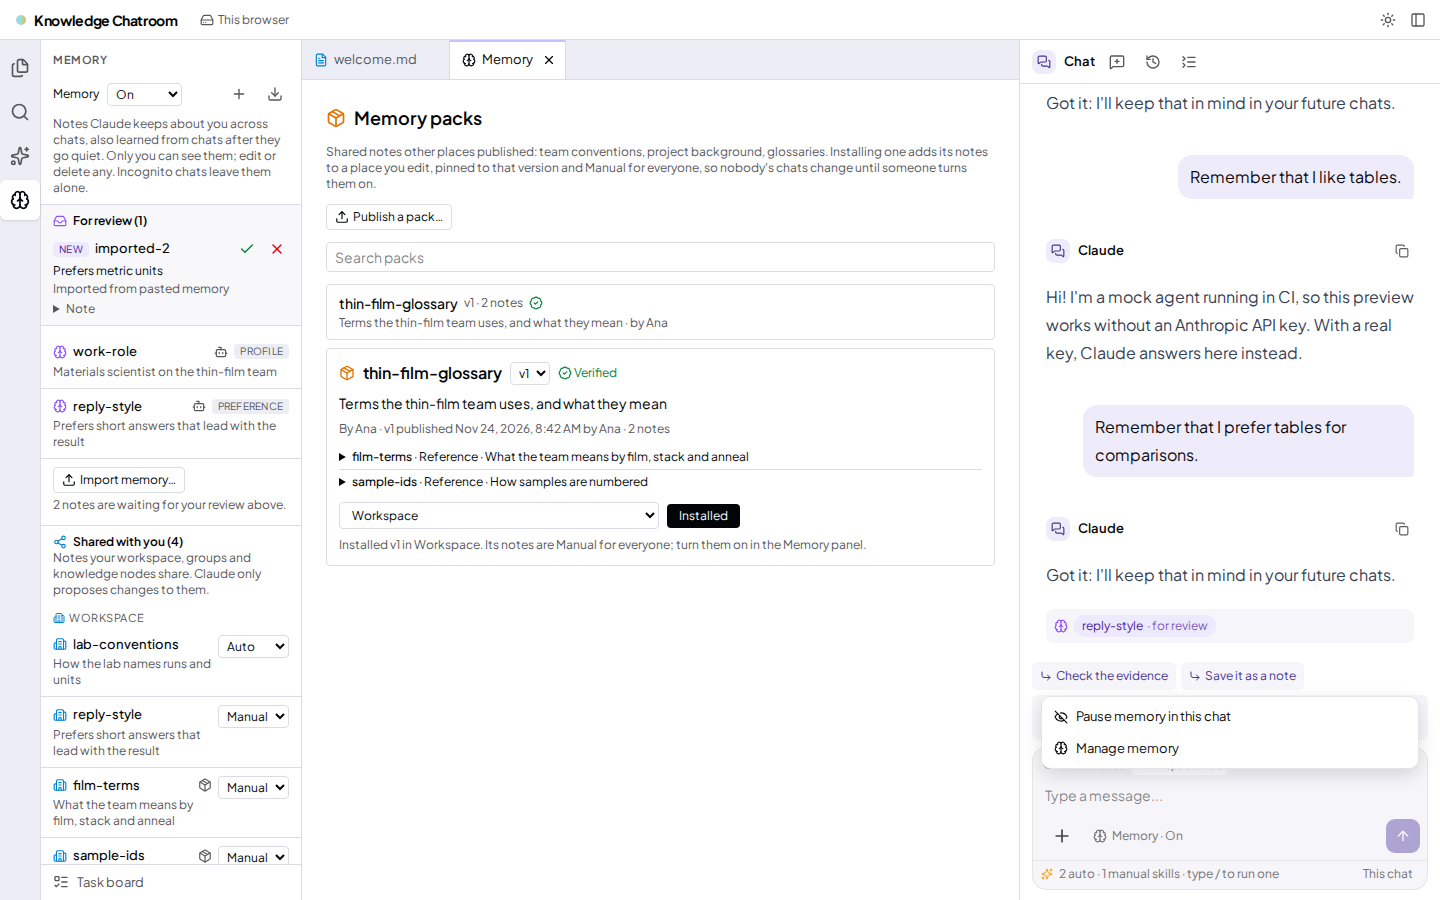 Knowledge Chatroom
This browser
MEMORY
Memory
On
Notes Claude keeps about you across
chats, also learned from chats after they
go quiet. Only you can see them; edit or
delete any. Incognito chats leave them
alone.
For review (1)
NEW imported-2
Prefers metric units
Imported from pasted memory
Note
work-role
PROFILE
Materials scientist on the thin-film team
reply-style
PREFERENCE
Prefers short answers that lead with the
result
Import memory...
2 notes are waiting for your review above.
Shared with you (4)
Notes your workspace, groups and
knowledge nodes share. Claude only
proposes changes to them.
WORKSPACE
lab-conventions
Auto
How the lab names runs and
units
reply-style
Manual
Prefers short answers that
lead with the result
film-terms
Manual
What the team means by
film, stack and anneal
sample-ids
Manual
Task board
welcome.md
Memory
Memory packs
Shared notes other places published: team conventions, project background, glossaries. Installing one adds its notes
to a place you edit, pinned to that version and Manual for everyone, so nobody's chats change until someone turns
them on.
Publish a pack...
Search packs
thin-film-glossary v1 · 2 notes
Terms the thin-film team uses, and what they mean · by Ana
thin-film-glossary
v1
Verified
Terms the thin-film team uses, and what they mean
By Ana · v1 published Nov 24, 2026, 8:42 AM by Ana · 2 notes
film-terms · Reference · What the team means by film, stack and anneal
sample-ids · Reference · How samples are numbered
Workspace
Installed
Installed v1 in Workspace. Its notes are Manual for everyone; turn them on in the Memory panel.
Chat
Got it: I'll keep that in mind in your future chats.
Remember that I like tables.
Claude
Hi! I'm a mock agent running in CI, so this preview
works without an Anthropic API key. With a real
key, Claude answers here instead.
Remember that I prefer tables for
comparisons.
Claude
Got it: I'll keep that in mind in your future chats.
reply-style · for review
Check the evidence
Save it as a note
Pause memory in this chat
Manage memory
Type a message...
Memory · On
2 auto · 1 manual skills · type / to run one
This chat